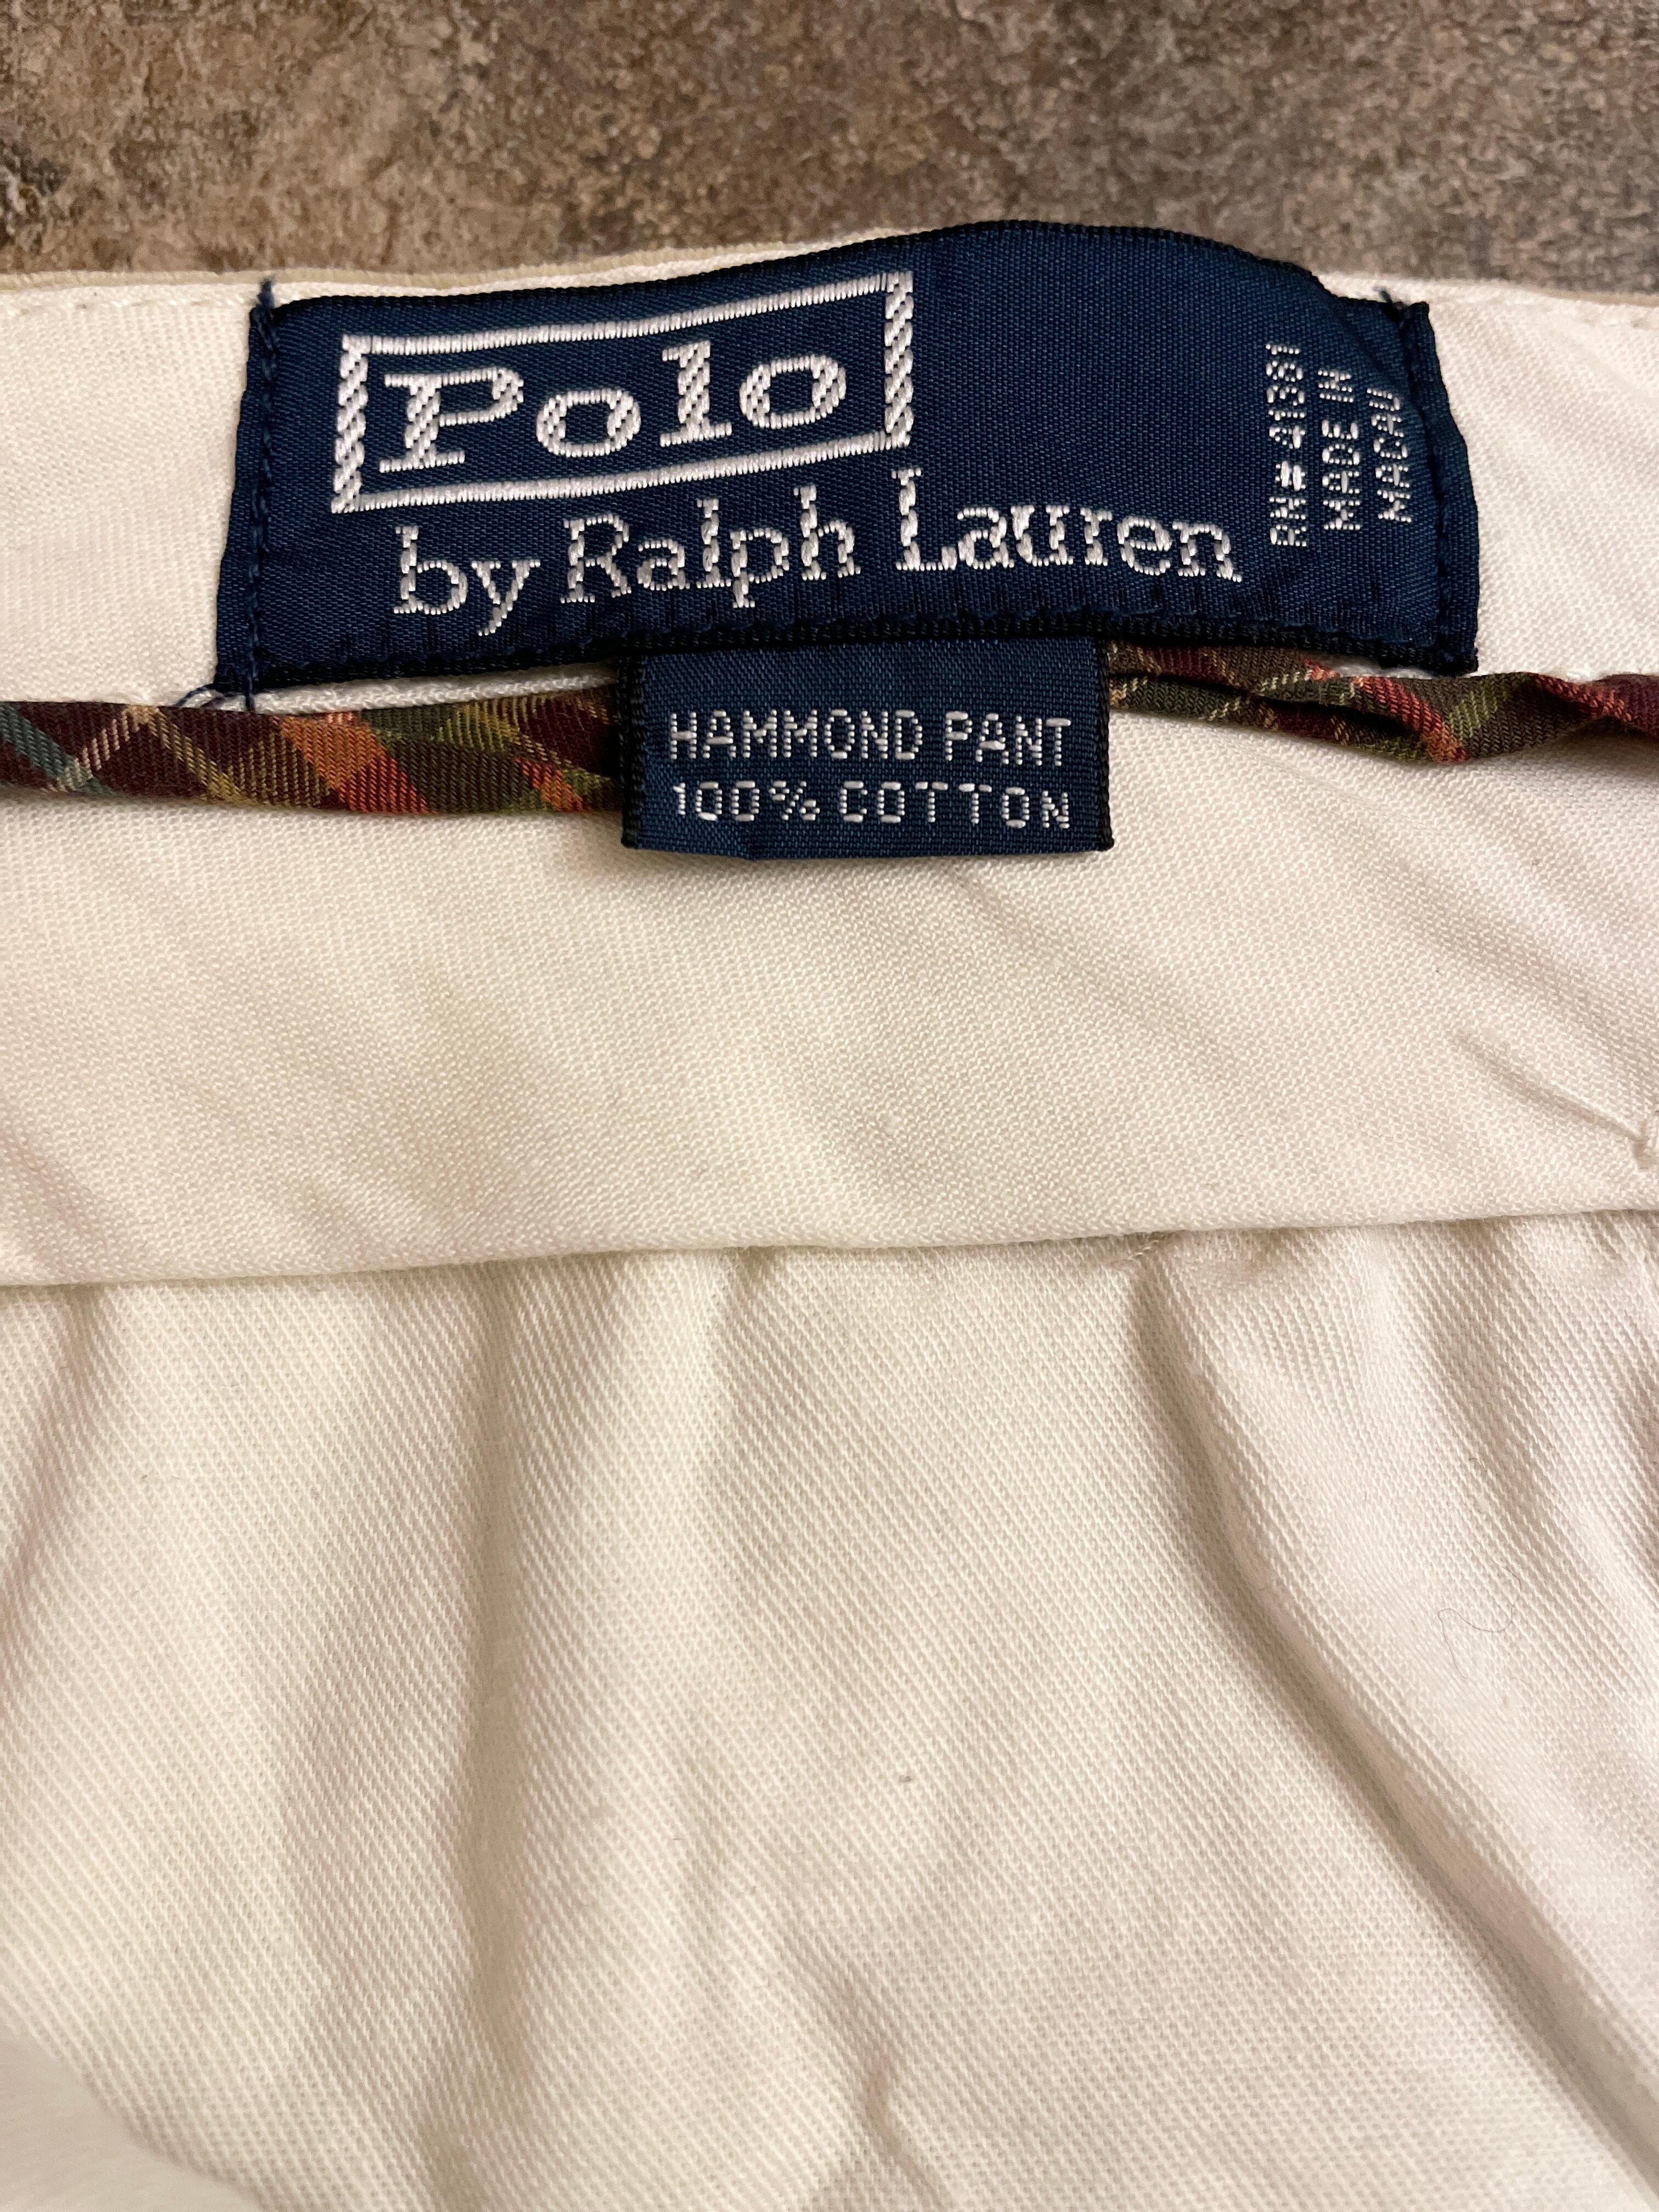 Polo
by Ralph Lauren
RN# 41381
MADE IN
MACAU
HAMMOND PANT
100% COTTON